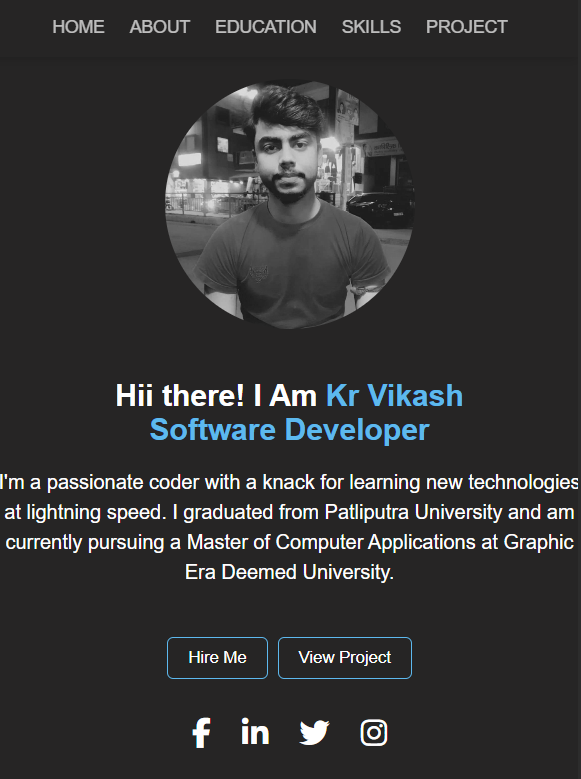 HOME ABOUT EDUCATION SKILLS PROJECT
Hii there! I Am Kr Vikash
Software Developer
I'm a passionate coder with a knack for learning new technologies
at lightning speed. I graduated from Patliputra University and am
currently pursuing a Master of Computer Applications at Graphic
Era Deemed University.
Hire Me View Project